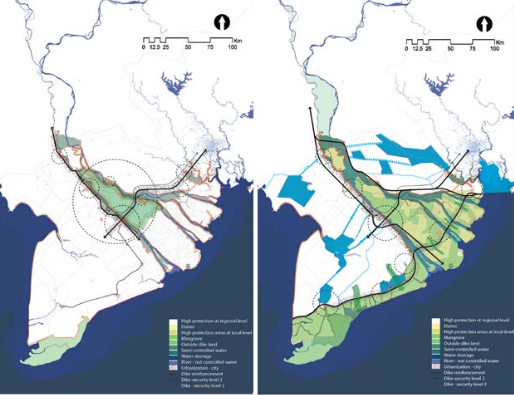 0 12.5 25 50 75 100
Km
High protection at regional level
Dunes
High protection areas at local level
Mangrove
Outside dike land
Semi-controlled water
Water storage
River - not controlled water
Urbanization - city
Dike reinforcement
Dike security level 2
Dike - security level 3
0 12.5 25 50 75 100
Km
High protection at regional level
Dunes
High protection areas at local level
Mangrove
Outside dike land
Semi-controlled water
Water storage
River - not controlled water
Urbanization - city
Dike reinforcement
Dike security level 2
Dike - security level 3